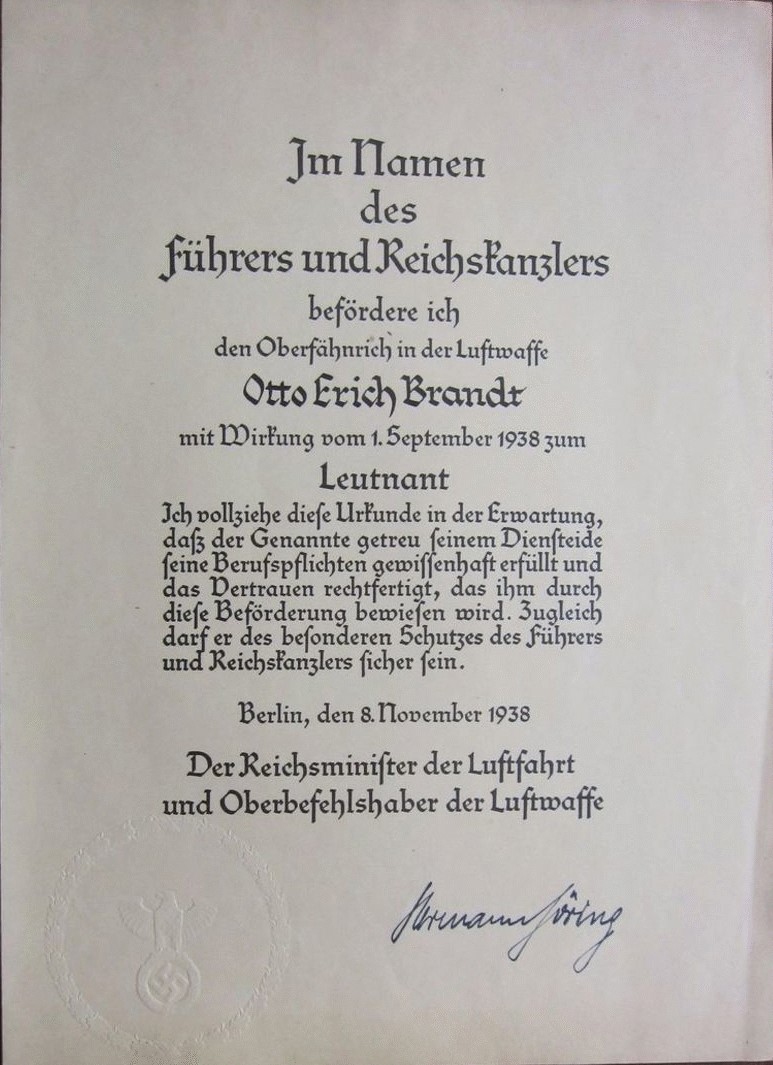 Im Namen
des
Führers und Reichskanzlers
befördere ich
den Oberfähnrich in der Luftwaffe
Otto Erich Brandt
mit Wirkung vom 1. September 1938 zum
Leutnant
Ich vollziehe diese Urkunde in der Erwartung,
daß der Genannte getreu seinem Diensteide
seine Berufspflichten gewissenhaft erfüllt und
das Vertrauen rechtfertigt, das ihm durch
diese Beförderung bewiesen wird. Zugleich
darf er des besonderen Schutzes des Führers
und Reichskanzlers sicher sein.
Berlin, den 8. November 1938
Der Reichsminister der Luftfahrt
und Oberbefehlshaber der Luftwaffe
Hermann Göring